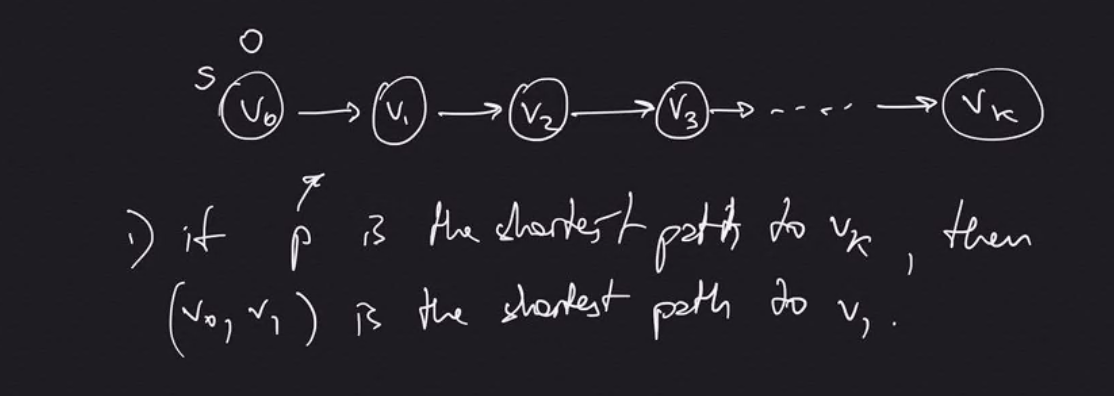 0
S
V₀ → V₁ → V₂ → V₃ → ---- → Vₖ
1) if p is the shortest path to vₖ, then
(v₀, v₁) is the shortest path to v₁.